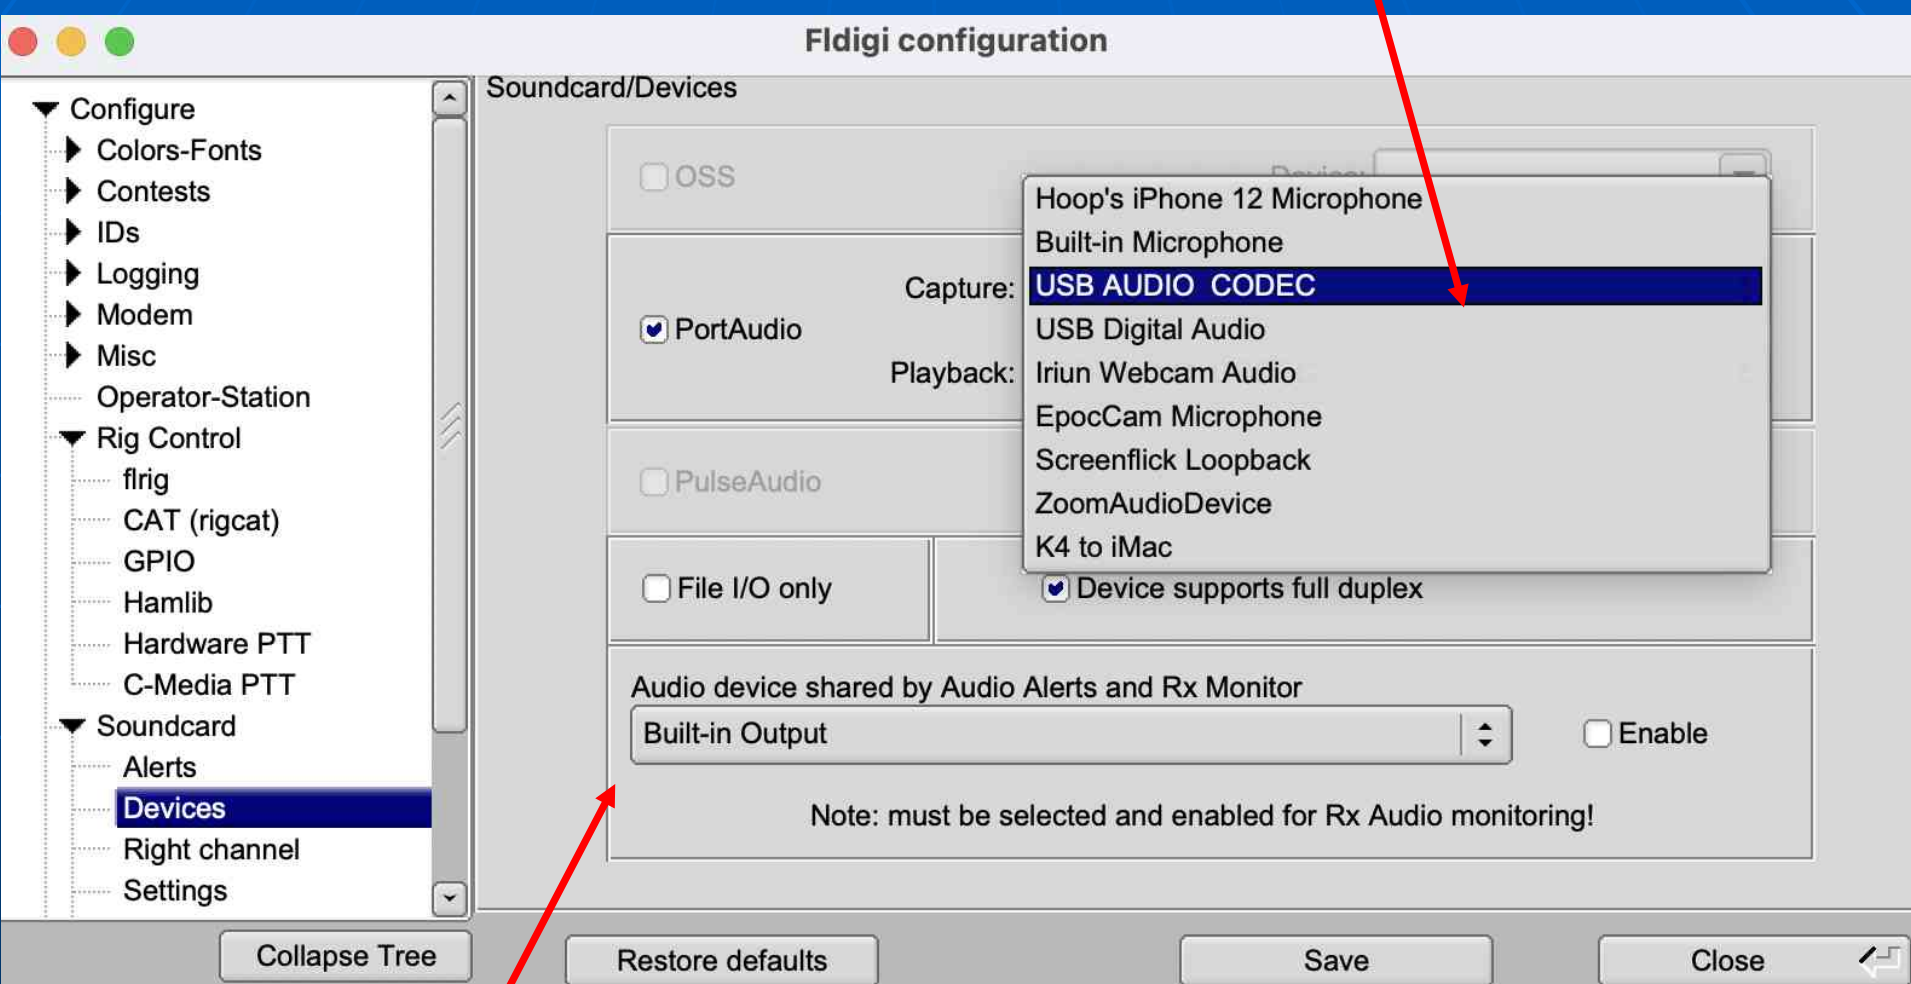 Fldigi configuration
Configure
Colors-Fonts
Contests
IDs
Logging
Modem
Misc
Operator-Station
Rig Control
flrig
CAT (rigcat)
GPIO
Hamlib
Hardware PTT
C-Media PTT
Soundcard
Alerts
Devices
Right channel
Settings
Collapse Tree
Soundcard/Devices
OSS
Device:
Hoop's iPhone 12 Microphone
Built-in Microphone
Capture: USB AUDIO  CODEC
PortAudio
USB Digital Audio
Playback: Iriun Webcam Audio
EpocCam Microphone
Screenflick Loopback
PulseAudio
ZoomAudioDevice
K4 to iMac
File I/O only
Device supports full duplex
Audio device shared by Audio Alerts and Rx Monitor
Built-in Output
Enable
Note: must be selected and enabled for Rx Audio monitoring!
Restore defaults
Save
Close